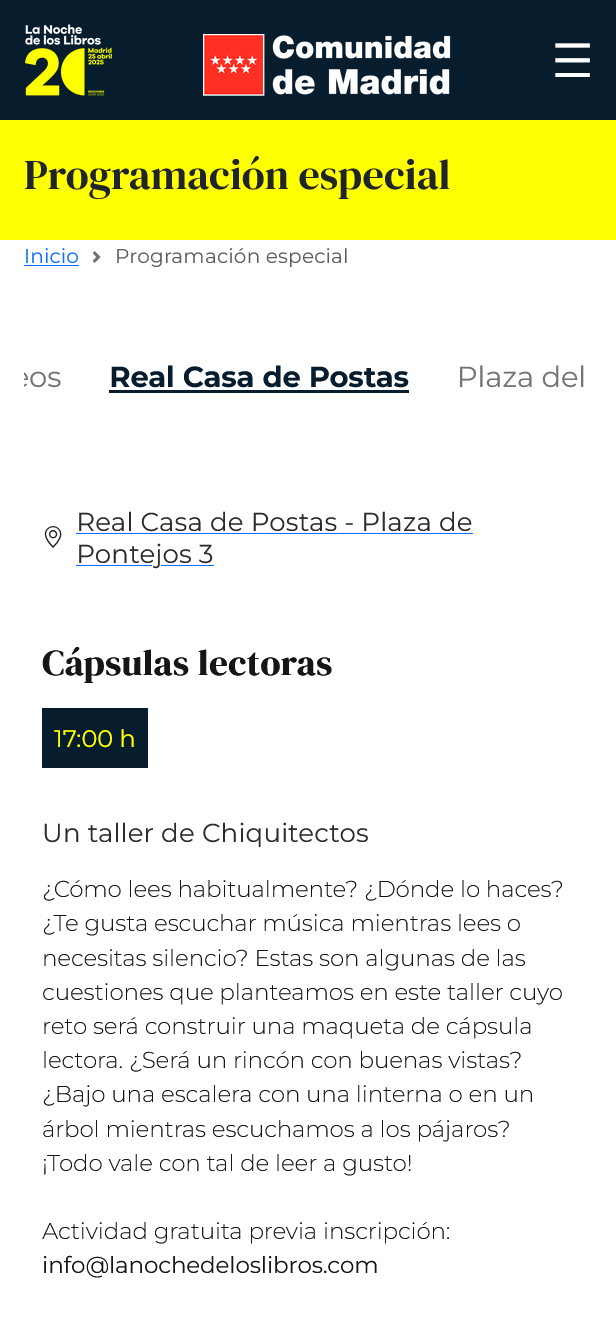 La Noche
de los Libros
20
Madrid
25 abril
2025
Comunidad
de Madrid
Programación especial
Inicio > Programación especial
eos Real Casa de Postas Plaza del
Real Casa de Postas - Plaza de
Pontejos 3
Cápsulas lectoras
17:00 h
Un taller de Chiquitectos
¿Cómo lees habitualmente? ¿Dónde lo haces?
¿Te gusta escuchar música mientras lees o
necesitas silencio? Estas son algunas de las
cuestiones que planteamos en este taller cuyo
reto será construir una maqueta de cápsula
lectora. ¿Será un rincón con buenas vistas?
¿Bajo una escalera con una linterna o en un
árbol mientras escuchamos a los pájaros?
¡Todo vale con tal de leer a gusto!
Actividad gratuita previa inscripción:
info@lanochedeloslibros.com